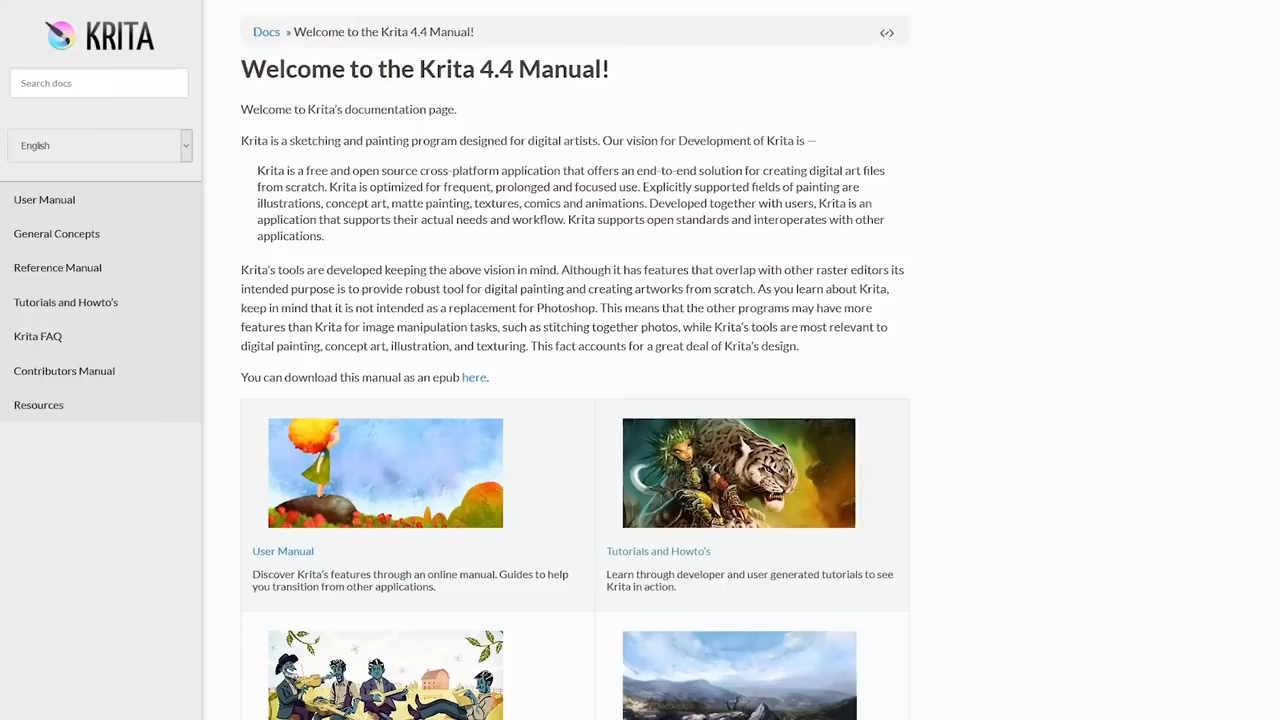 KRITA
Search docs
English
User Manual
General Concepts
Reference Manual
Tutorials and Howto's
Krita FAQ
Contributors Manual
Resources
Docs » Welcome to the Krita 4.4 Manual!
Welcome to the Krita 4.4 Manual!
Welcome to Krita's documentation page.
Krita is a sketching and painting program designed for digital artists. Our vision for Development of Krita is —
Krita is a free and open source cross-platform application that offers an end-to-end solution for creating digital art files
from scratch. Krita is optimized for frequent, prolonged and focused use. Explicitly supported fields of painting are
illustrations, concept art, matte painting, textures, comics and animations. Developed together with users, Krita is an
application that supports their actual needs and workflow. Krita supports open standards and interoperates with other
applications.
Krita's tools are developed keeping the above vision in mind. Although it has features that overlap with other raster editors its
intended purpose is to provide robust tool for digital painting and creating artworks from scratch. As you learn about Krita,
keep in mind that it is not intended as a replacement for Photoshop. This means that the other programs may have more
features than Krita for image manipulation tasks, such as stitching together photos, while Krita's tools are most relevant to
digital painting, concept art, illustration, and texturing. This fact accounts for a great deal of Krita's design.
You can download this manual as an epub here.
User Manual
Discover Krita's features through an online manual. Guides to help
you transition from other applications.
Tutorials and Howto's
Learn through developer and user generated tutorials to see
Krita in action.